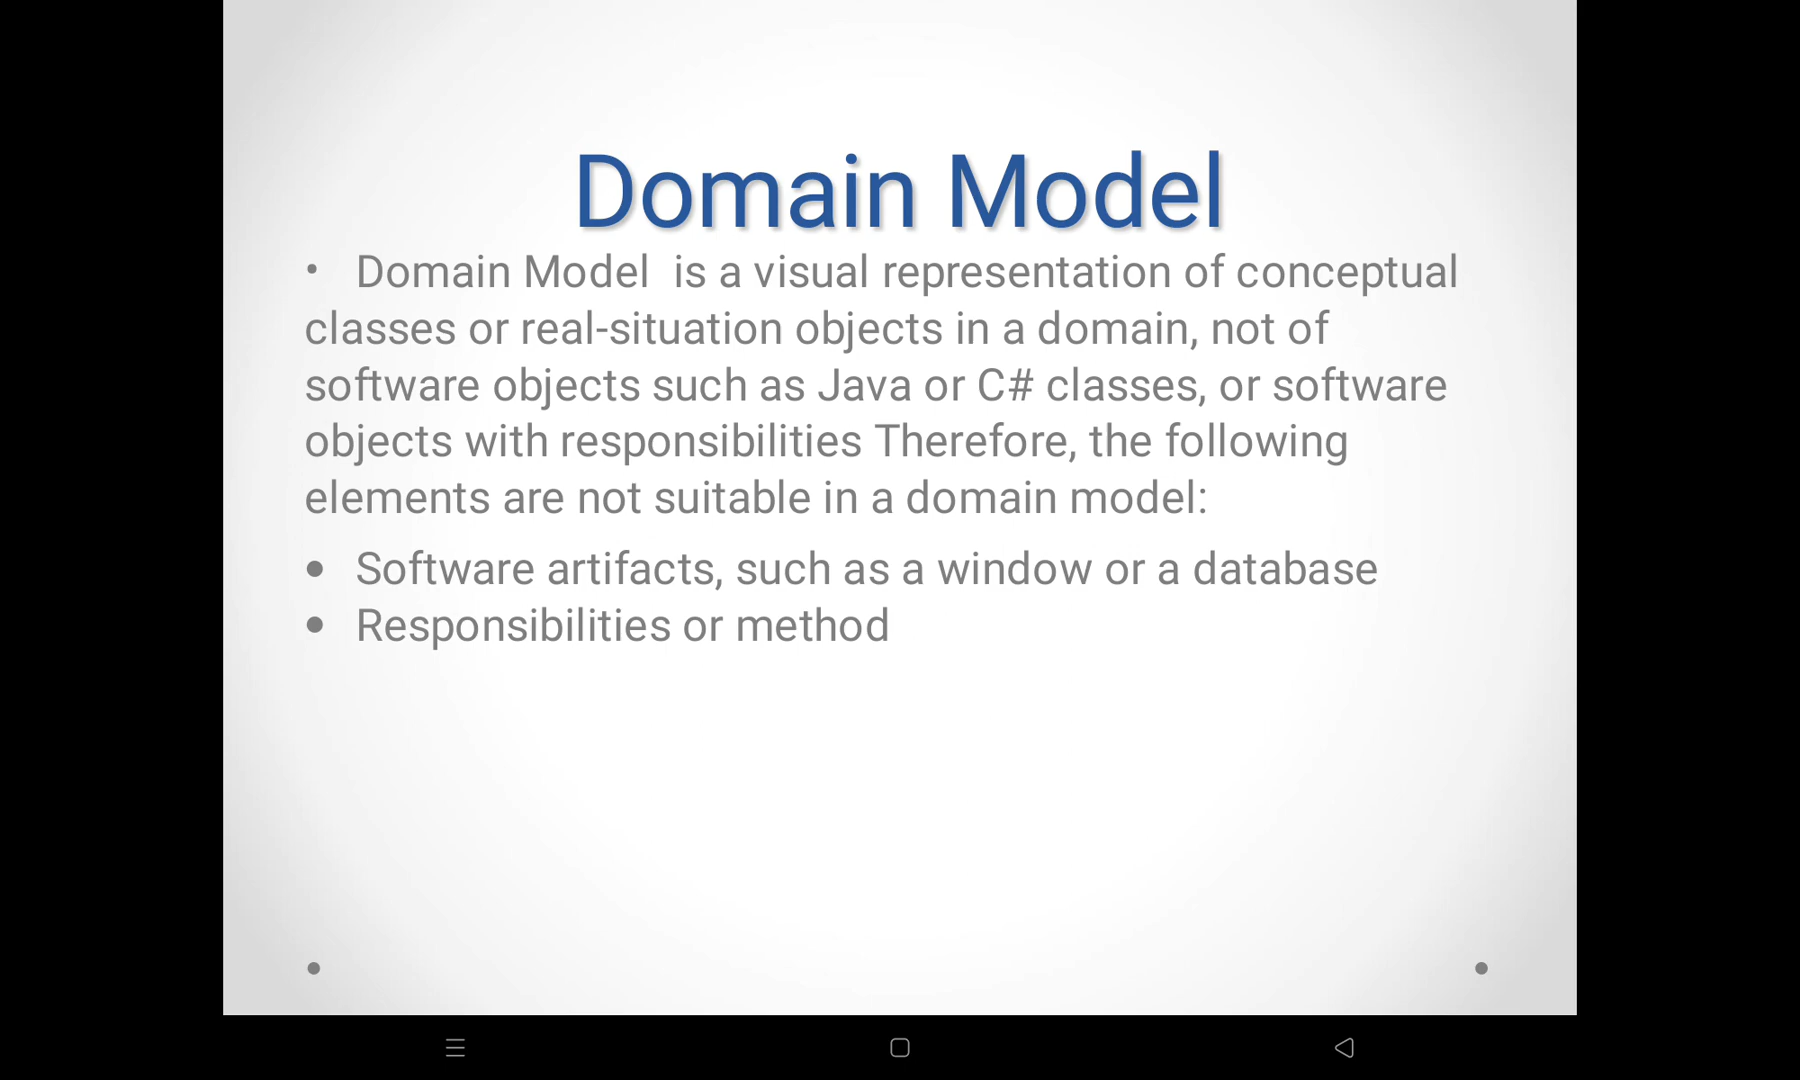 Domain Model
• Domain Model  is a visual representation of conceptual
classes or real-situation objects in a domain, not of
software objects such as Java or C# classes, or software
objects with responsibilities Therefore, the following
elements are not suitable in a domain model:
• Software artifacts, such as a window or a database
• Responsibilities or method